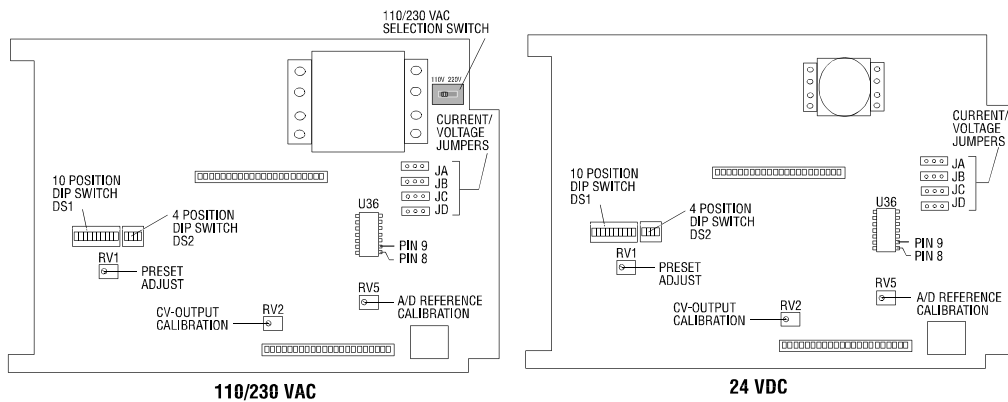 110/230 VAC
SELECTION SWITCH
110V 220V
CURRENT/
VOLTAGE
JUMPERS
JA
JB
JC
JD
10 POSITION
DIP SWITCH
DS1
4 POSITION
DIP SWITCH
DS2
U36
PIN 9
PIN 8
RV1
PRESET
ADJUST
RV5
A/D REFERENCE
CALIBRATION
CV-OUTPUT
CALIBRATION
RV2
110/230 VAC
CURRENT/
VOLTAGE
JUMPERS
JA
JB
JC
JD
10 POSITION
DIP SWITCH
DS1
4 POSITION
DIP SWITCH
DS2
U36
PIN 9
PIN 8
RV1
PRESET
ADJUST
RV5
A/D REFERENCE
CALIBRATION
CV-OUTPUT
CALIBRATION
RV2
24 VDC